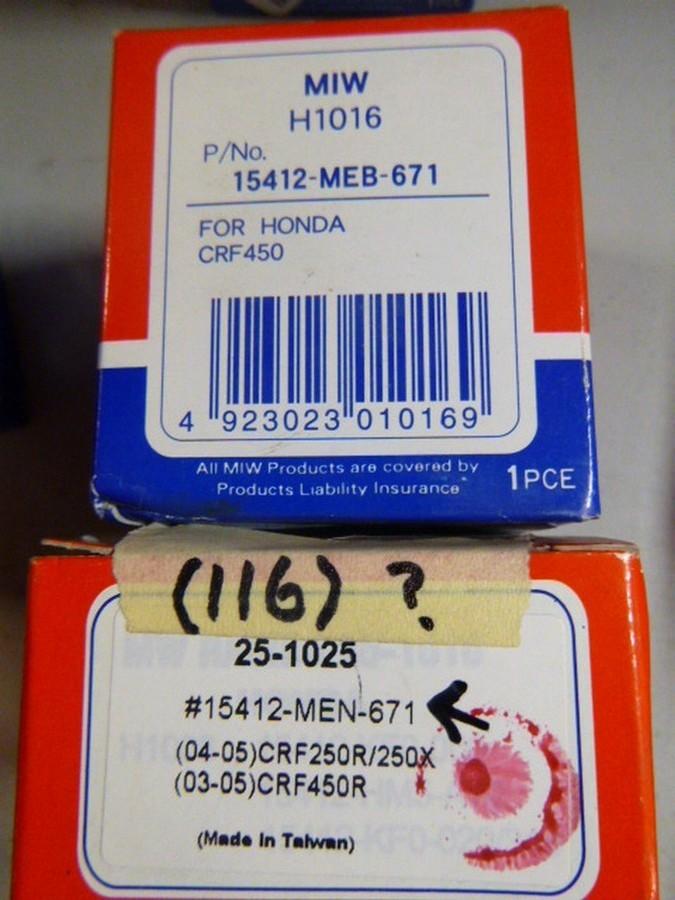 MIW
H1016
P/No.
15412-MEB-671
FOR HONDA
CRF450
4 923023 010169
All MIW Products are covered by
Products Liability Insurance
1PCE
(116) ?
25-1025
#15412-MEN-671
(04-05)CRF250R/250X
(03-05)CRF450R
(Made In Taiwan)